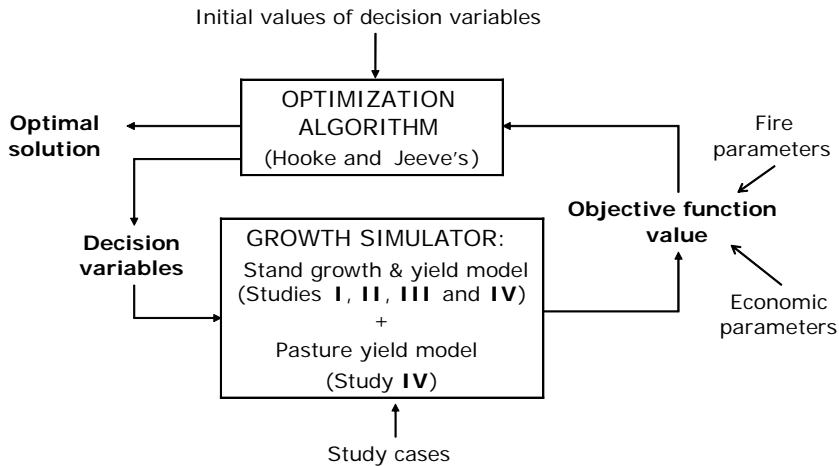 Initial values of decision variables
OPTIMIZATION
ALGORITHM
(Hooke and Jeeve's)
Optimal
solution
Fire
parameters
Objective function
value
Decision
variables
GROWTH SIMULATOR:
Stand growth & yield model
(Studies I, II, III and IV)
+
Pasture yield model
(Study IV)
Economic
parameters
Study cases